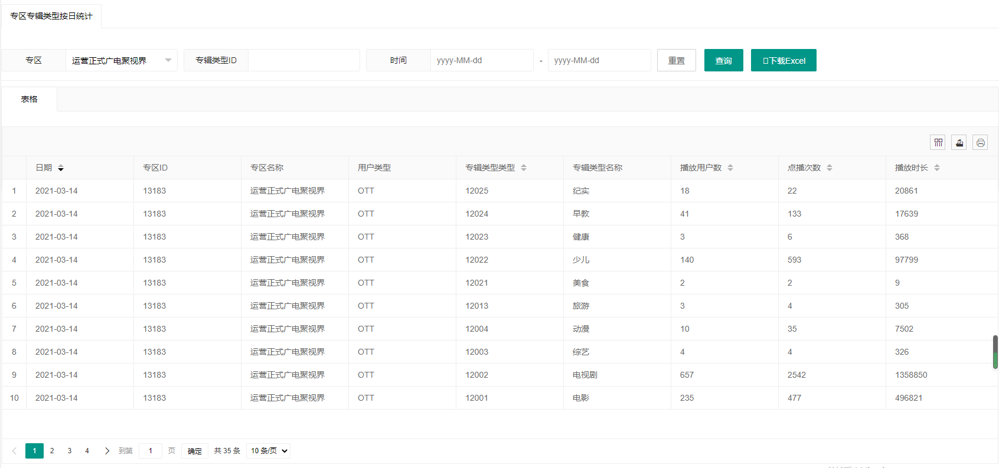 专区专辑类型按日统计
专区 运营正式广电聚视界 专辑类型ID 时间 yyyy-MM-dd - yyyy-MM-dd 重置 查询 下载Excel
表格
日期 专区ID 专区名称 用户类型 专辑类型类型 专辑类型名称 播放用户数 点播次数 播放时长
1 2021-03-14 13183 运营正式广电聚视界 OTT 12025 纪实 18 22 20861
2 2021-03-14 13183 运营正式广电聚视界 OTT 12024 早教 41 133 17639
3 2021-03-14 13183 运营正式广电聚视界 OTT 12023 健康 3 6 368
4 2021-03-14 13183 运营正式广电聚视界 OTT 12022 少儿 140 593 97799
5 2021-03-14 13183 运营正式广电聚视界 OTT 12021 美食 2 2 9
6 2021-03-14 13183 运营正式广电聚视界 OTT 12013 旅游 3 4 305
7 2021-03-14 13183 运营正式广电聚视界 OTT 12004 动漫 10 35 7502
8 2021-03-14 13183 运营正式广电聚视界 OTT 12003 综艺 4 4 326
9 2021-03-14 13183 运营正式广电聚视界 OTT 12002 电视剧 657 2542 1358850
10 2021-03-14 13183 运营正式广电聚视界 OTT 12001 电影 235 477 496821
1 2 3 4 到第 1 页 确定 共 35 条 10 条/页